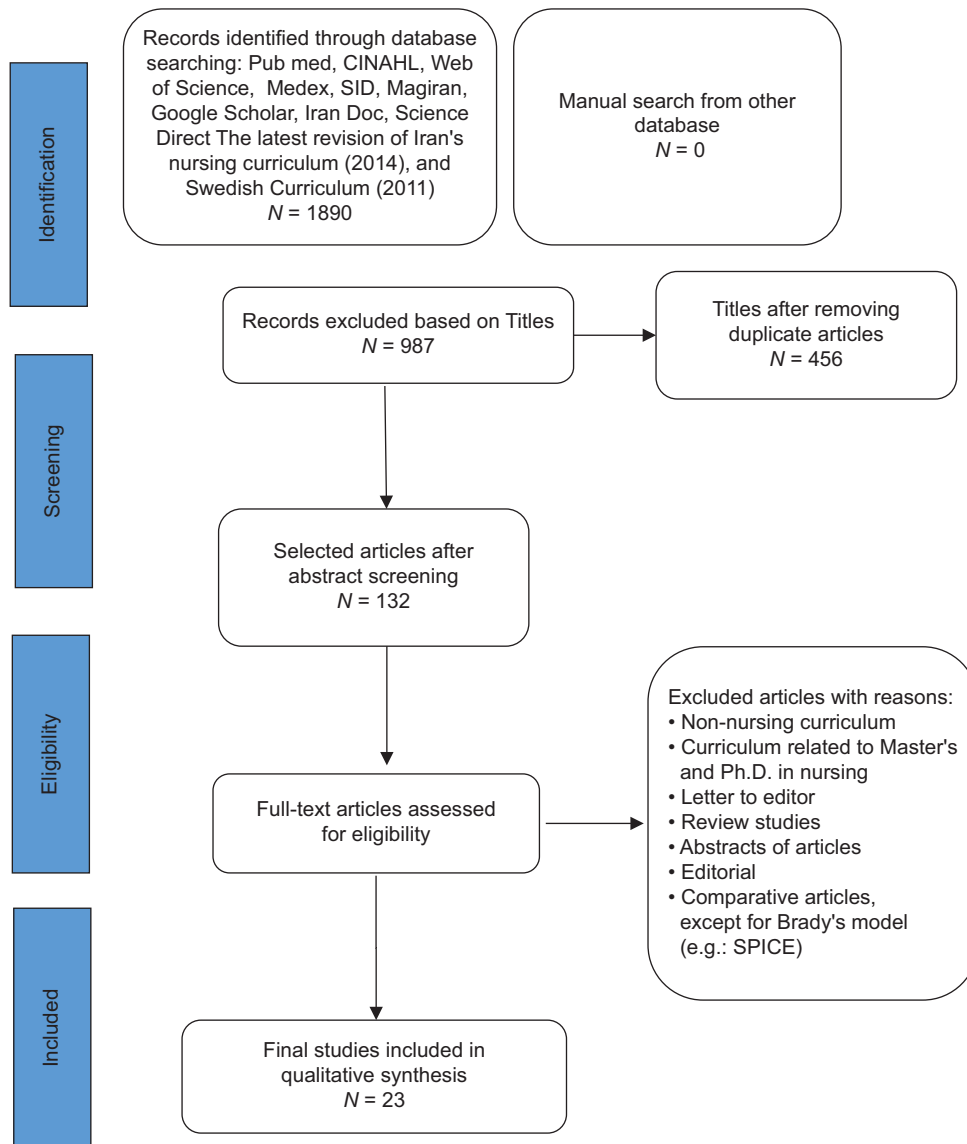 Identification
Records identified through database
searching: Pub med, CINAHL, Web
of Science, Medex, SID, Magiran,
Google Scholar, Iran Doc, Science
Direct The latest revision of Iran's
nursing curriculum (2014), and
Swedish Curriculum (2011)
N = 1890
Manual search from other
database
N = 0
Screening
Records excluded based on Titles
N = 987
Titles after removing
duplicate articles
N = 456
Selected articles after
abstract screening
N = 132
Eligibility
Full-text articles assessed
for eligibility
Excluded articles with reasons:
• Non-nursing curriculum
• Curriculum related to Master's
and Ph.D. in nursing
• Letter to editor
• Review studies
• Abstracts of articles
• Editorial
• Comparative articles,
except for Brady's model
(e.g.: SPICE)
Included
Final studies included in
qualitative synthesis
N = 23